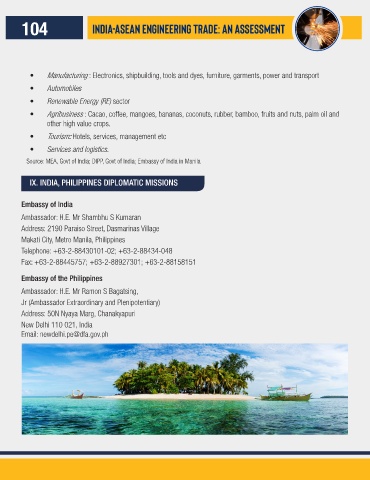 104
INDIA-ASEAN ENGINEERING TRADE: AN ASSESSMENT
• Manufacturing : Electronics, shipbuilding, tools and dyes, furniture, garments, power and transport
• Automobiles
• Renewable Energy (RE) sector
• Agribusiness : Cacao, coffee, mangoes, bananas, coconuts, rubber, bamboo, fruits and nuts, palm oil and
other high value crops.
• Tourism: Hotels, services, management etc
• Services and logistics.
Source: MEA, Govt of India; DIPP, Govt of India; Embassy of India in Manila.
IX. INDIA, PHILIPPINES DIPLOMATIC MISSIONS
Embassy of India
Ambassador: H.E. Mr Shambhu S Kumaran
Address: 2190 Paraiso Street, Dasmarinas Village
Makati City, Metro Manila, Philippines
Telephone: +63-2-88430101-02; +63-2-88434-048
Fax: +63-2-88445757; +63-2-88927301; +63-2-88158151
Embassy of the Philippines
Ambassador: H.E. Mr Ramon S Bagatsing,
Jr (Ambassador Extraordinary and Plenipotentiary)
Address: 50N Nyaya Marg, Chanakyapuri
New Delhi 110 021, India
Email: newdelhi.pe@dfa.gov.ph